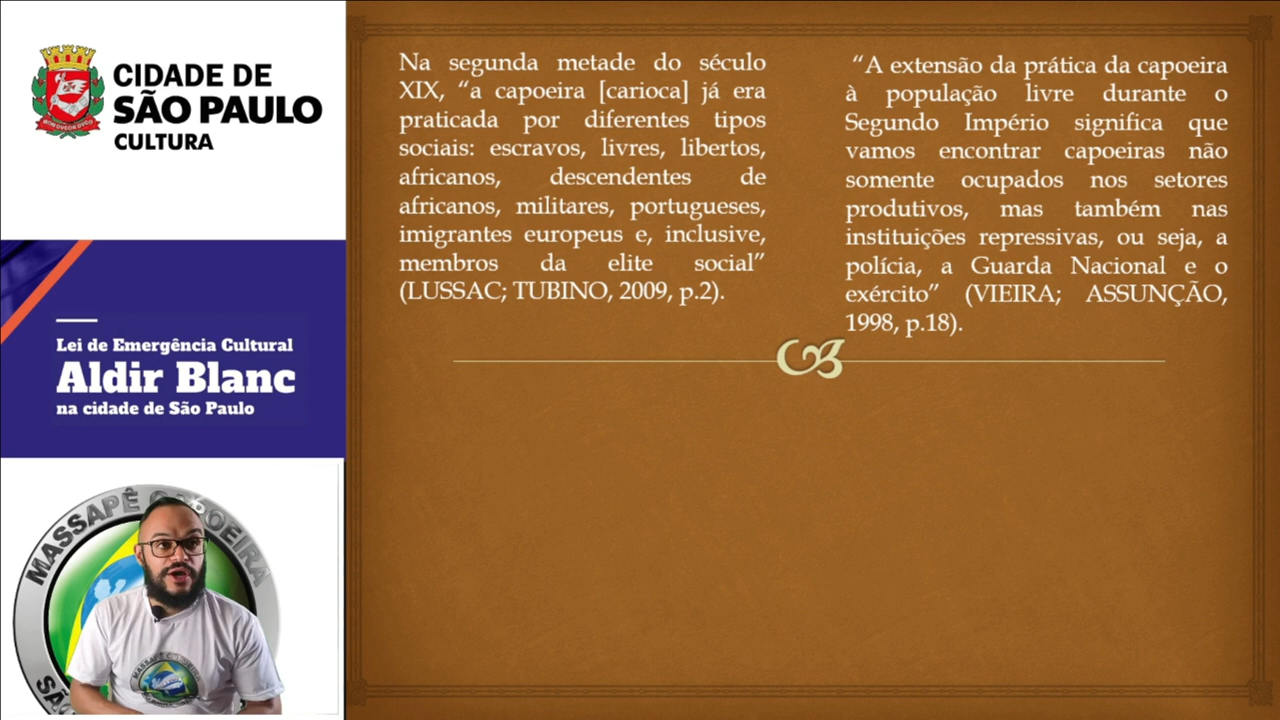 CIDADE DE
SÃO PAULO
CULTURA
Lei de Emergência Cultural
Aldir Blanc
na cidade de São Paulo
MASSAPÊ CAPOEIRA
SÃO
Na segunda metade do século
XIX, “a capoeira [carioca] já era
praticada por diferentes tipos
sociais: escravos, livres, libertos,
africanos, descendentes de
africanos, militares, portugueses,
imigrantes europeus e, inclusive,
membros da elite social”
(LUSSAC; TUBINO, 2009, p.2).
“A extensão da prática da capoeira
à população livre durante o
Segundo Império significa que
vamos encontrar capoeiras não
somente ocupados nos setores
produtivos, mas também nas
instituições repressivas, ou seja, a
polícia, a Guarda Nacional e o
exército” (VIEIRA; ASSUNÇÃO,
1998, p.18).